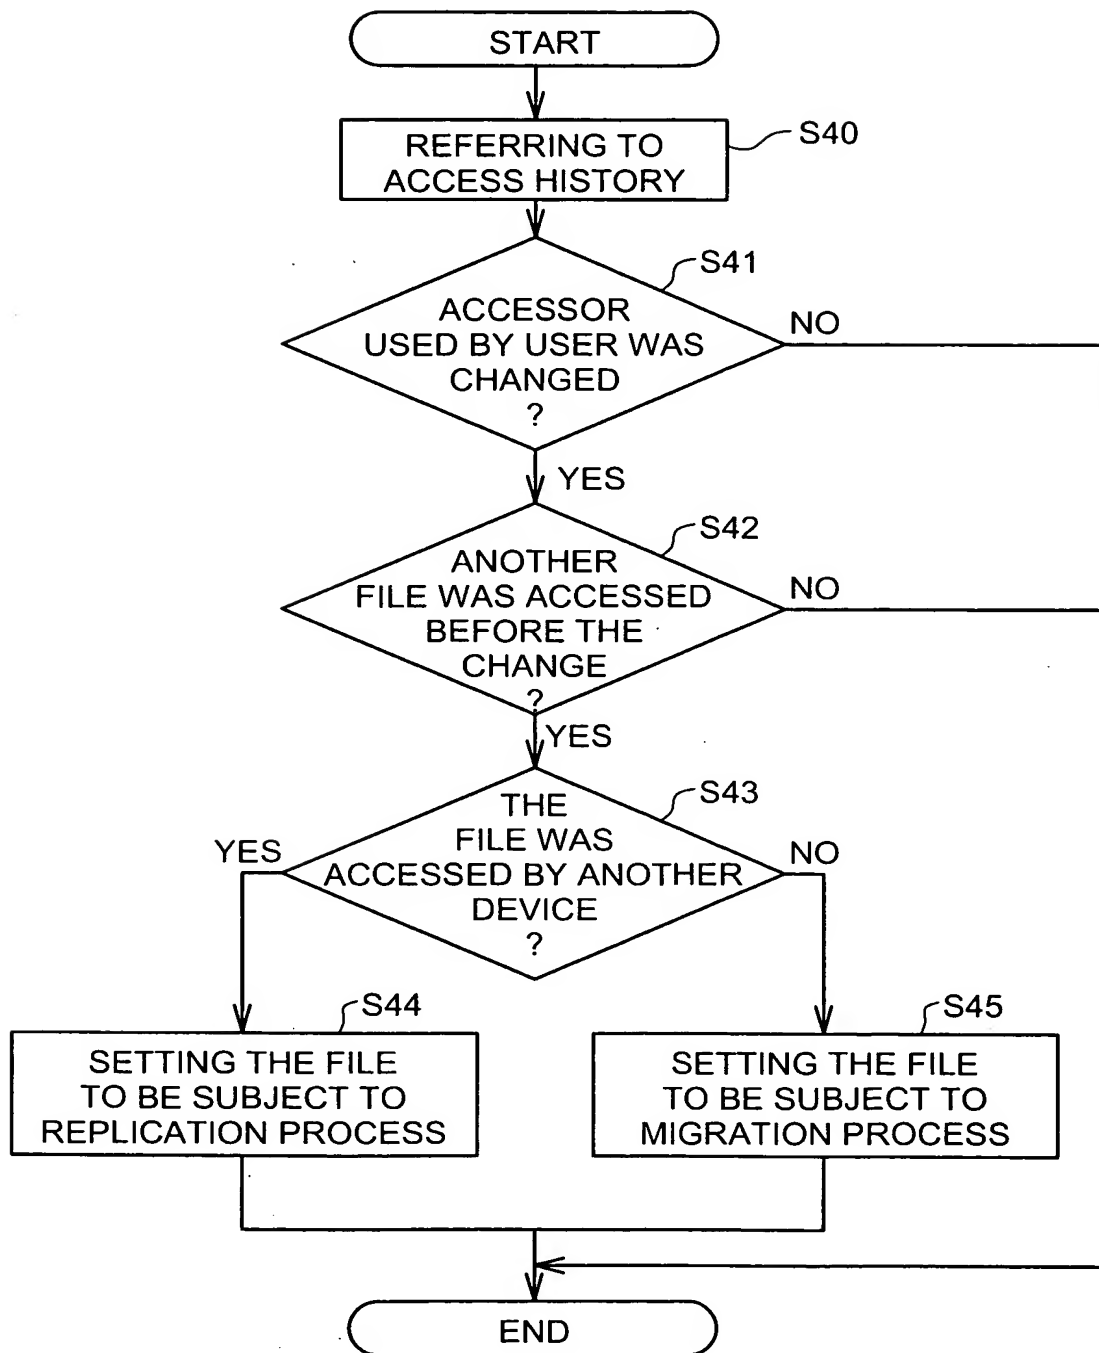 START
REFERRING TO
ACCESS HISTORY
S40
S41
ACCESSOR
USED BY USER WAS
CHANGED
?
NO
YES
S42
ANOTHER
FILE WAS ACCESSED
BEFORE THE
CHANGE
?
NO
YES
S43
THE
FILE WAS
ACCESSED BY ANOTHER
DEVICE
?
YES
NO
S44
SETTING THE FILE
TO BE SUBJECT TO
REPLICATION PROCESS
S45
SETTING THE FILE
TO BE SUBJECT TO
MIGRATION PROCESS
END